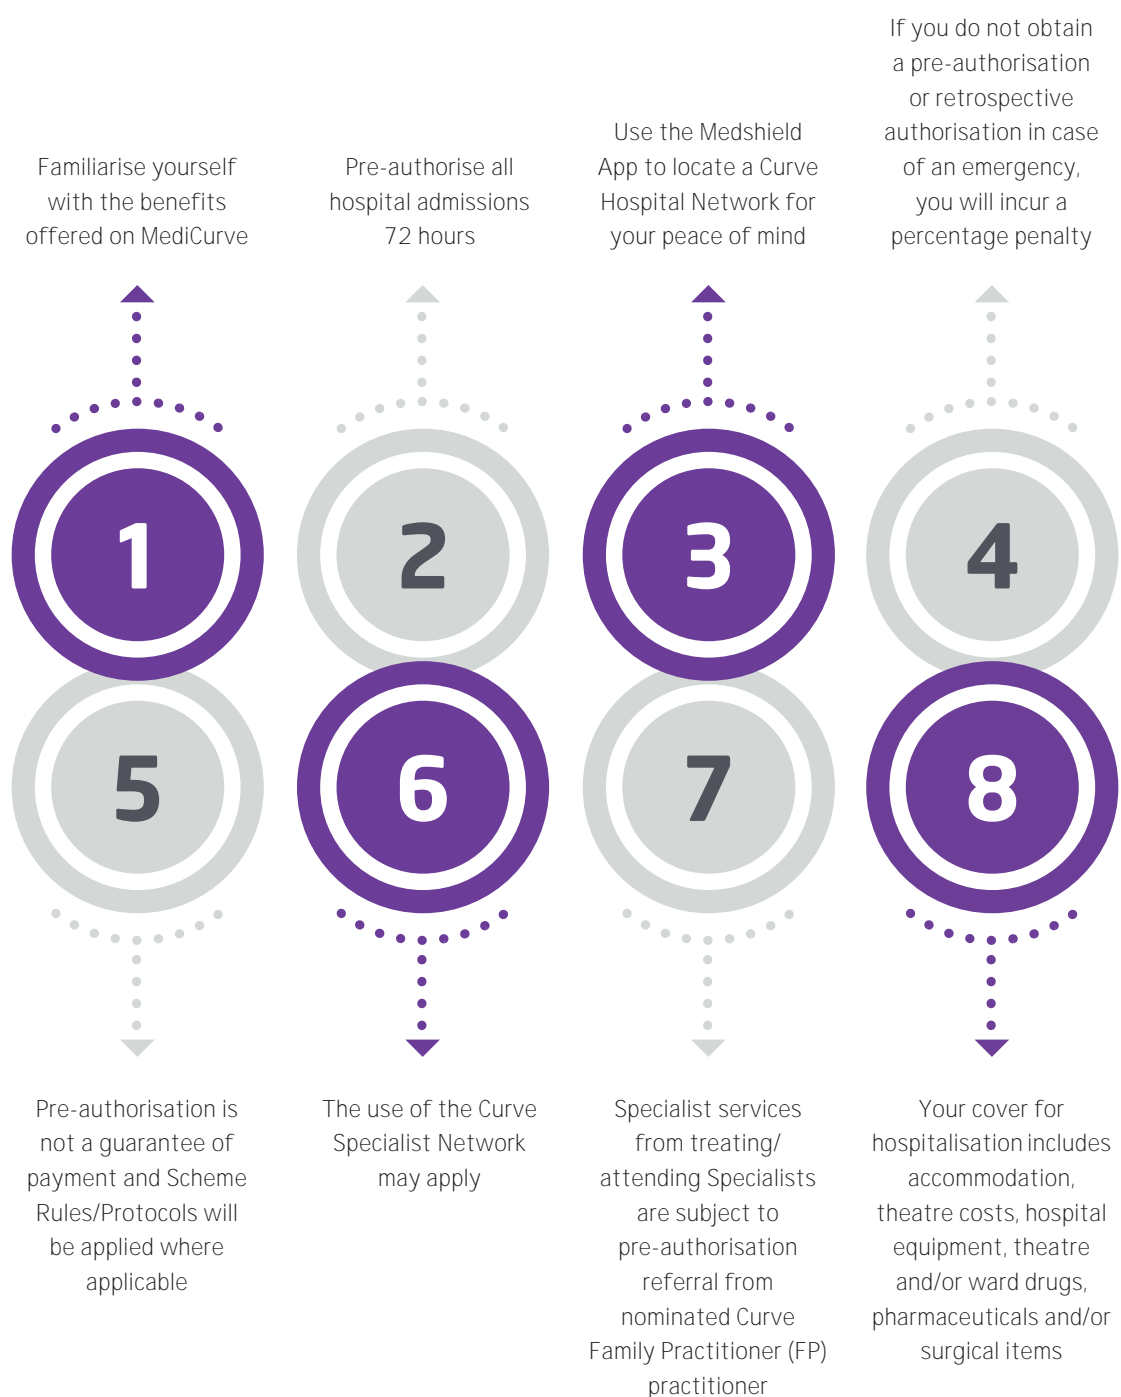 Familiarise yourself
with the benefits
offered on MediCurve
Pre-authorise all
hospital admissions
72 hours
Use the Medshield
App to locate a Curve
Hospital Network for
your peace of mind
If you do not obtain
a pre-authorisation
or retrospective
authorisation in case
of an emergency,
you will incur a
percentage penalty
1
2
3
4
5
6
7
8
Pre-authorisation is
not a guarantee of
payment and Scheme
Rules/Protocols will
be applied where
applicable
The use of the Curve
Specialist Network
may apply
Specialist services
from treating/
attending Specialists
are subject to
pre-authorisation
referral from
nominated Curve
Family Practitioner (FP)
practitioner
Your cover for
hospitalisation includes
accommodation,
theatre costs, hospital
equipment, theatre
and/or ward drugs,
pharmaceuticals and/or
surgical items